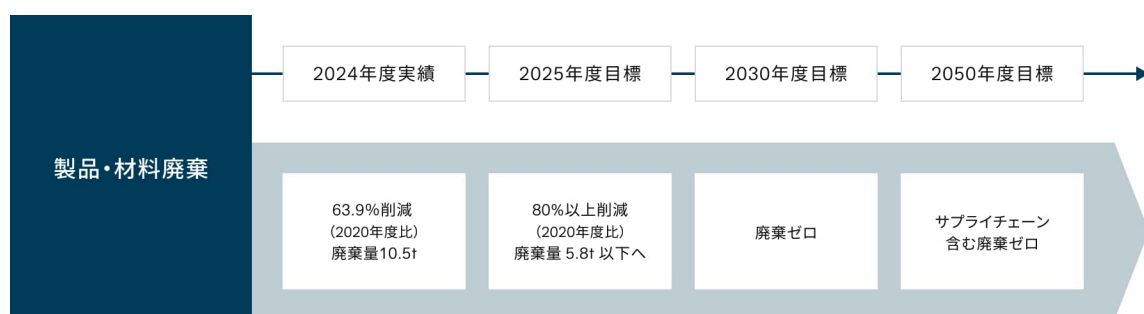 製品・材料廃棄
2024年度実績
2025年度目標
2030年度目標
2050年度目標
63.9%削減
（2020年度比）
廃棄量10.5t
80%以上削減
（2020年度比）
廃棄量 5.8t 以下へ
廃棄ゼロ
サプライチェーン
含む廃棄ゼロ